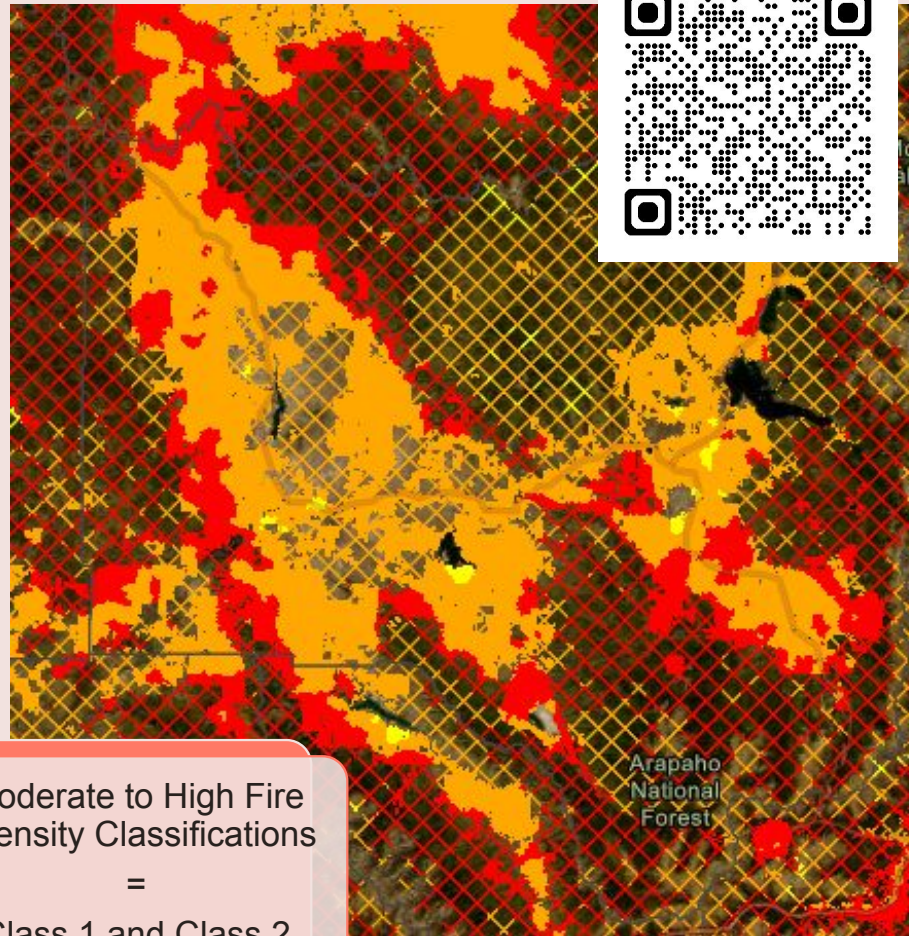 Arapaho
National
Forest
oderate to High Fire
ensity Classifications
=
Class 1 and Class 2